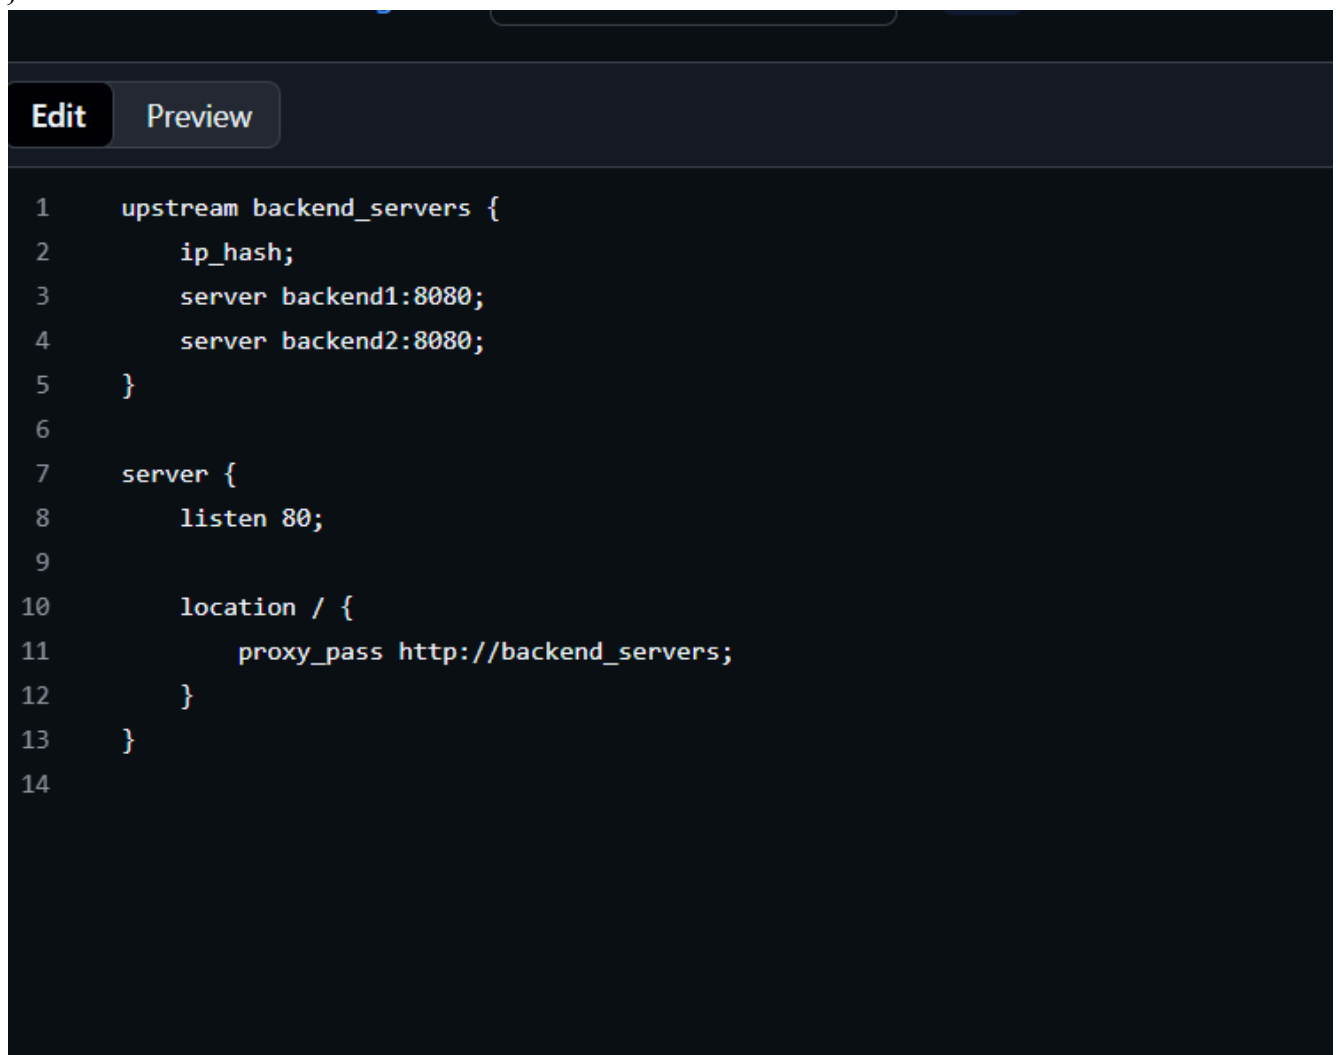 Edit Preview
1 upstream backend_servers {
2     ip_hash;
3     server backend1:8080;
4     server backend2:8080;
5 }
6
7 server {
8     listen 80;
9
10     location / {
11         proxy_pass http://backend_servers;
12     }
13 }
14